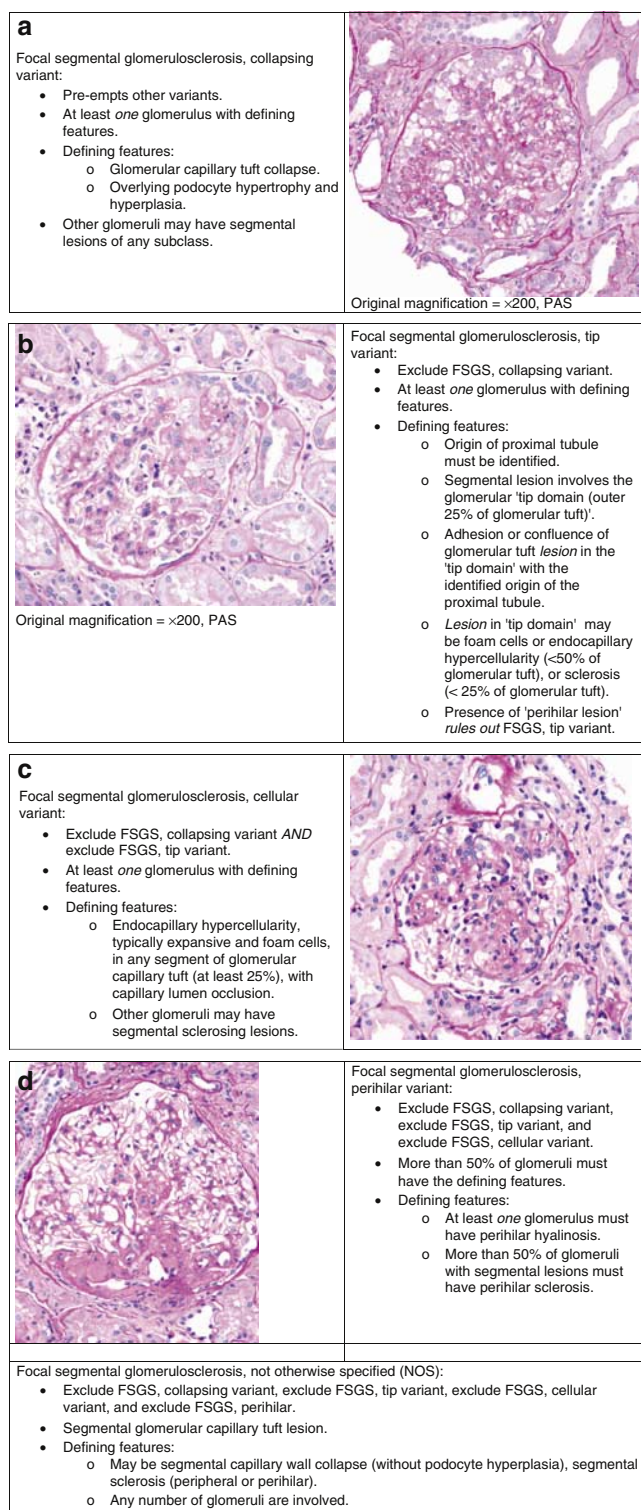 a
Focal segmental glomerulosclerosis, collapsing
variant:
• Pre-empts other variants.
• At least one glomerulus with defining
features.
• Defining features:
o Glomerular capillary tuft collapse.
o Overlying podocyte hypertrophy and
hyperplasia.
• Other glomeruli may have segmental
lesions of any subclass.
Original magnification = ×200, PAS
b
Original magnification = ×200, PAS
Focal segmental glomerulosclerosis, tip
variant:
• Exclude FSGS, collapsing variant.
• At least one glomerulus with defining
features.
• Defining features:
o Origin of proximal tubule
must be identified.
o Segmental lesion involves the
glomerular 'tip domain (outer
25% of glomerular tuft)'.
o Adhesion or confluence of
glomerular tuft lesion in the
'tip domain' with the
identified origin of the
proximal tubule.
o Lesion in 'tip domain' may
be foam cells or endocapillary
hypercellularity (<50% of
glomerular tuft), or sclerosis
(< 25% of glomerular tuft).
o Presence of 'perihilar lesion'
rules out FSGS, tip variant.
c
Focal segmental glomerulosclerosis, cellular
variant:
• Exclude FSGS, collapsing variant AND
exclude FSGS, tip variant.
• At least one glomerulus with defining
features.
• Defining features:
o Endocapillary hypercellularity,
typically expansive and foam cells,
in any segment of glomerular
capillary tuft (at least 25%), with
capillary lumen occlusion.
o Other glomeruli may have
segmental sclerosing lesions.
d
Focal segmental glomerulosclerosis,
perihilar variant:
• Exclude FSGS, collapsing variant,
exclude FSGS, tip variant, and
exclude FSGS, cellular variant.
• More than 50% of glomeruli must
have the defining features.
• Defining features:
o At least one glomerulus must
have perihilar hyalinosis.
o More than 50% of glomeruli
with segmental lesions must
have perihilar sclerosis.
Focal segmental glomerulosclerosis, not otherwise specified (NOS):
• Exclude FSGS, collapsing variant, exclude FSGS, tip variant, exclude FSGS, cellular
variant, and exclude FSGS, perihilar.
• Segmental glomerular capillary tuft lesion.
• Defining features:
o May be segmental capillary wall collapse (without podocyte hyperplasia), segmental
sclerosis (peripheral or perihilar).
o Any number of glomeruli are involved.